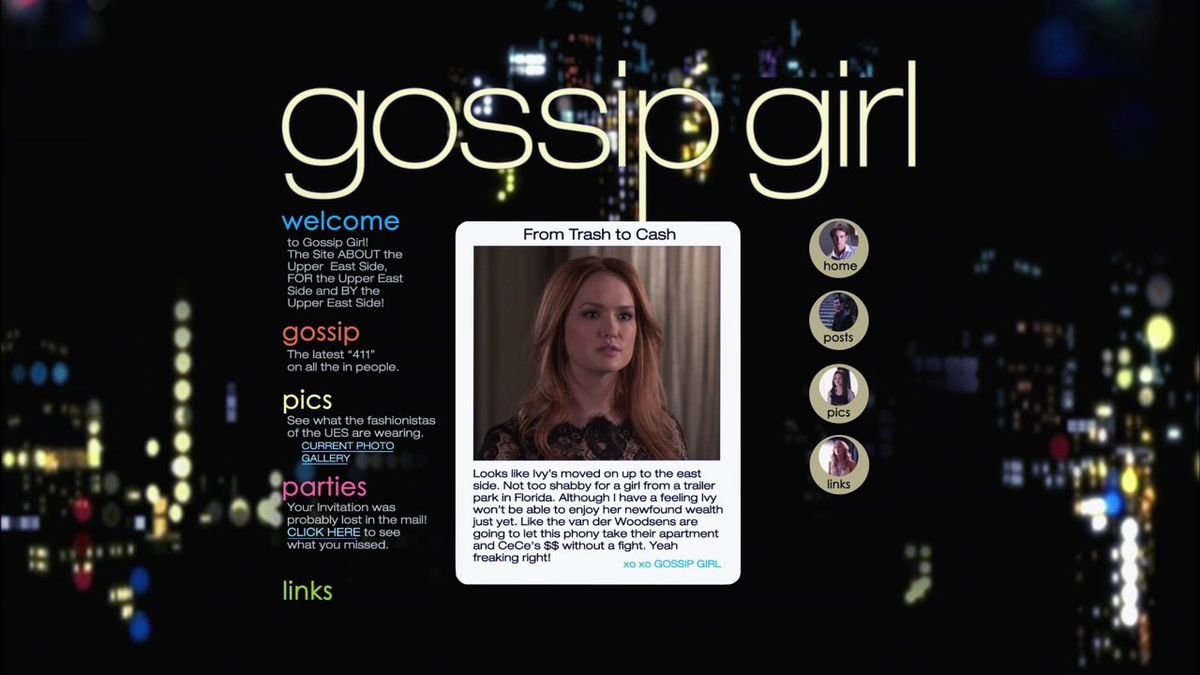 gossip girl
welcome
to Gossip Girl!
The Site ABOUT the
Upper East Side,
FOR the Upper East
Side and BY the
Upper East Side!
gossip
The latest “411”
on all the in people.
pics
See what the fashionistas
of the UES are wearing.
CURRENT PHOTO
GALLERY
parties
Your Invitation was
probably lost in the mail!
CLICK HERE to see
what you missed.
links
From Trash to Cash
Looks like Ivy’s moved on up to the east
side. Not too shabby for a girl from a trailer
park in Florida. Although I have a feeling Ivy
won’t be able to enjoy her newfound wealth
just yet. Like the van der Woodsens are
going to let this phony take their apartment
and CeCe’s $$ without a fight. Yeah
freaking right!
xo xo GOSSIP GIRL
home
posts
pics
links